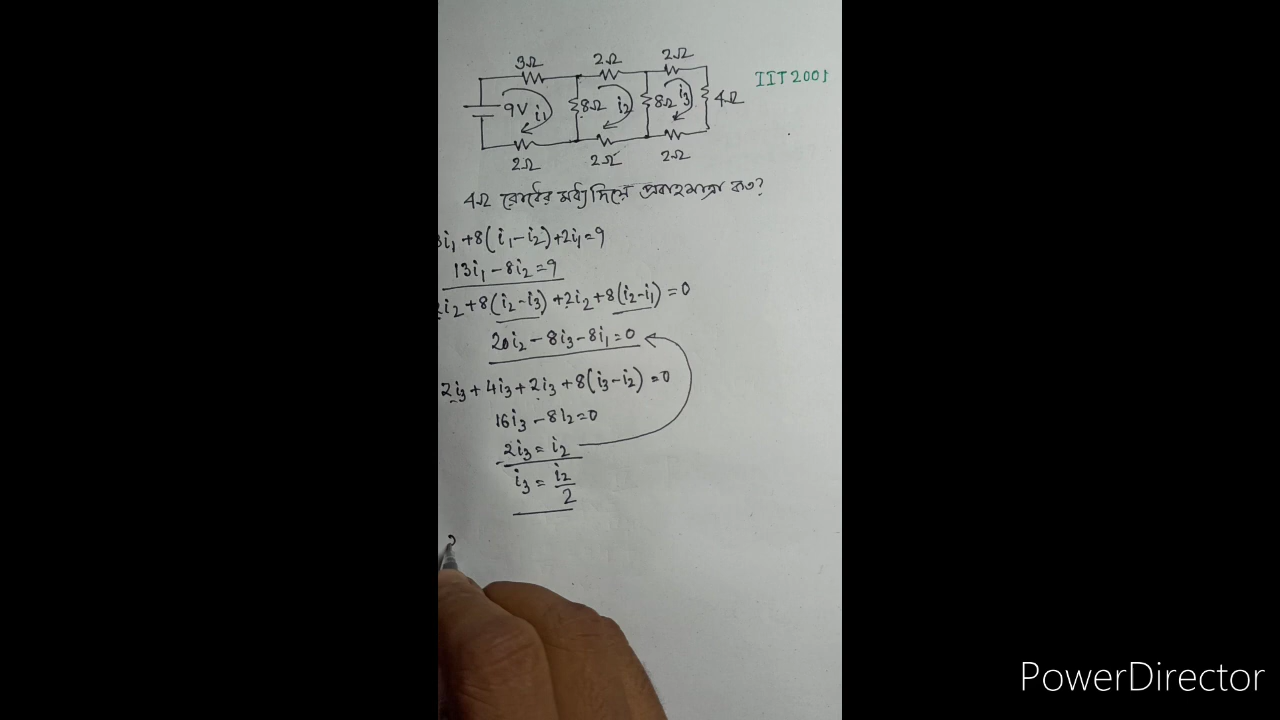 3Ω 2Ω 2Ω
IIT 2001
9V i₁ 8Ω i₂ 8Ω i₃ 4Ω
2Ω 2Ω 2Ω
4Ω রোধের মধ্য দিয়ে প্রবাহমাত্রা কত?
3i₁ +8(i₁-i₂)+2i₁=9
13i₁ -8i₂=9
2i₂ +8(i₂-i₃)+2i₂+8(i₂-i₁)=0
20i₂ -8i₃-8i₁=0
2i₃+4i₃+2i₃+8(i₃-i₂)=0
16i₃ -8i₂=0
2i₃=i₂
i₃ = i₂/2
PowerDirector